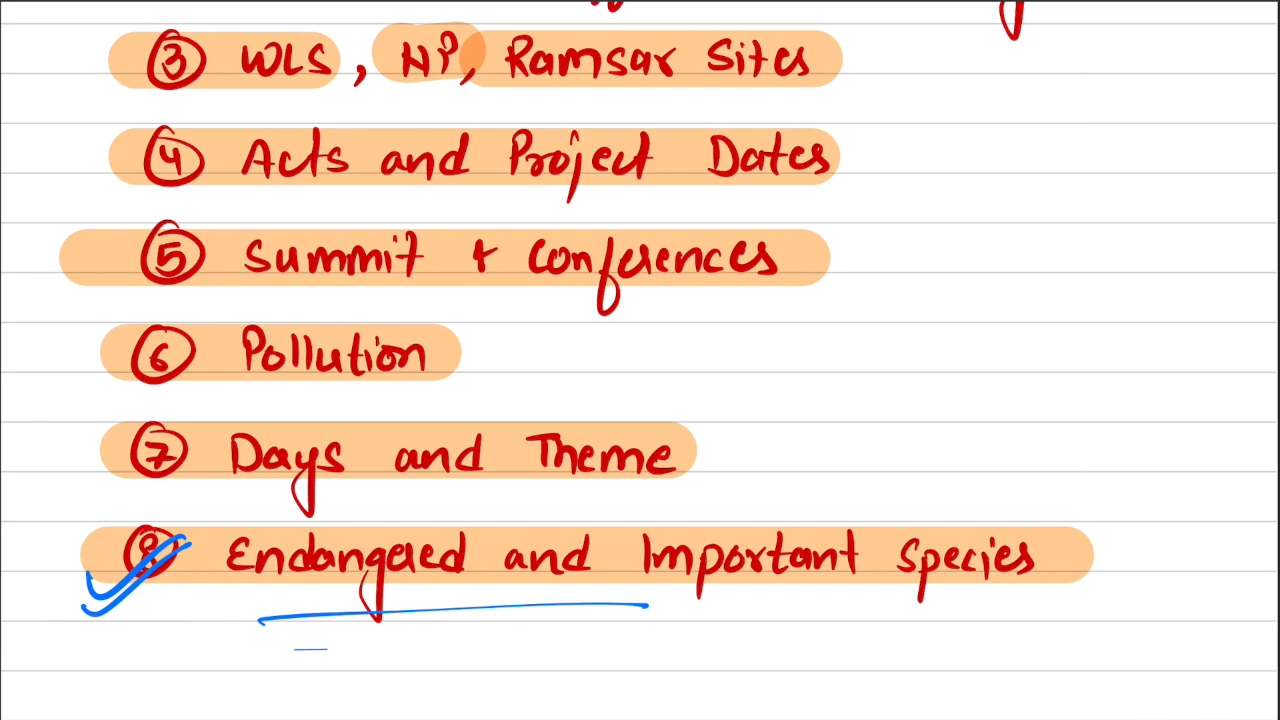 ③ WLS, NP, Ramsar Sites
④ Acts and Project Dates
⑤ Summit + Conferences
⑥ Pollution
⑦ Days and Theme
⑧ Endangered and Important Species